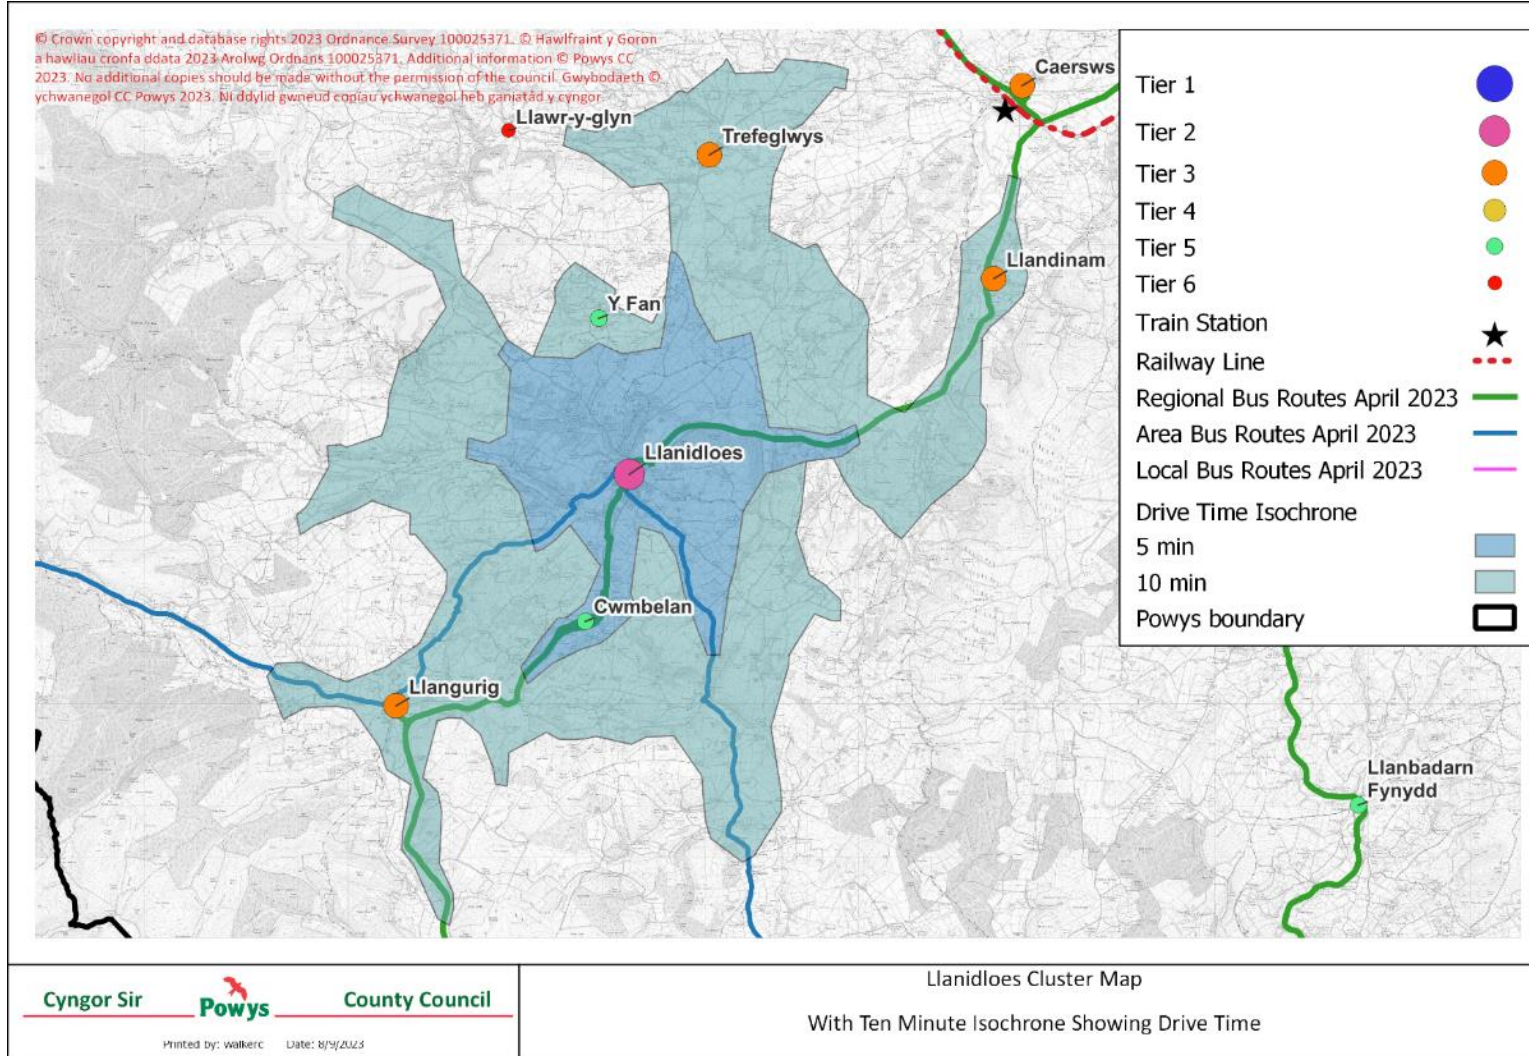 © Crown copyright and database rights 2023 Ordnance Survey 100025371. © Hawlfraint y Goron
a hawliau cronfa ddata 2023 Arolwg Ordnans 100025371. Additional information © Powys CC
2023. No additional copies should be made without the permission of the council. Gwybodaeth ©
ychwanegol CC Powys 2023. Ni ddylid gwneud copïau ychwanegol heb ganiatâd y cyngor
Llawr-y-glyn
Trefeglwys
Caersws
Llandinam
Y Fan
Llanidloes
Cwmbelan
Llangurig
Llanbadarn
Fynydd
Tier 1
Tier 2
Tier 3
Tier 4
Tier 5
Tier 6
Train Station
Railway Line
Regional Bus Routes April 2023
Area Bus Routes April 2023
Local Bus Routes April 2023
Drive Time Isochrone
5 min
10 min
Powys boundary
Cyngor Sir Powys County Council
Printed by: walkerc Date: 8/9/2023
Llanidloes Cluster Map
With Ten Minute Isochrone Showing Drive Time